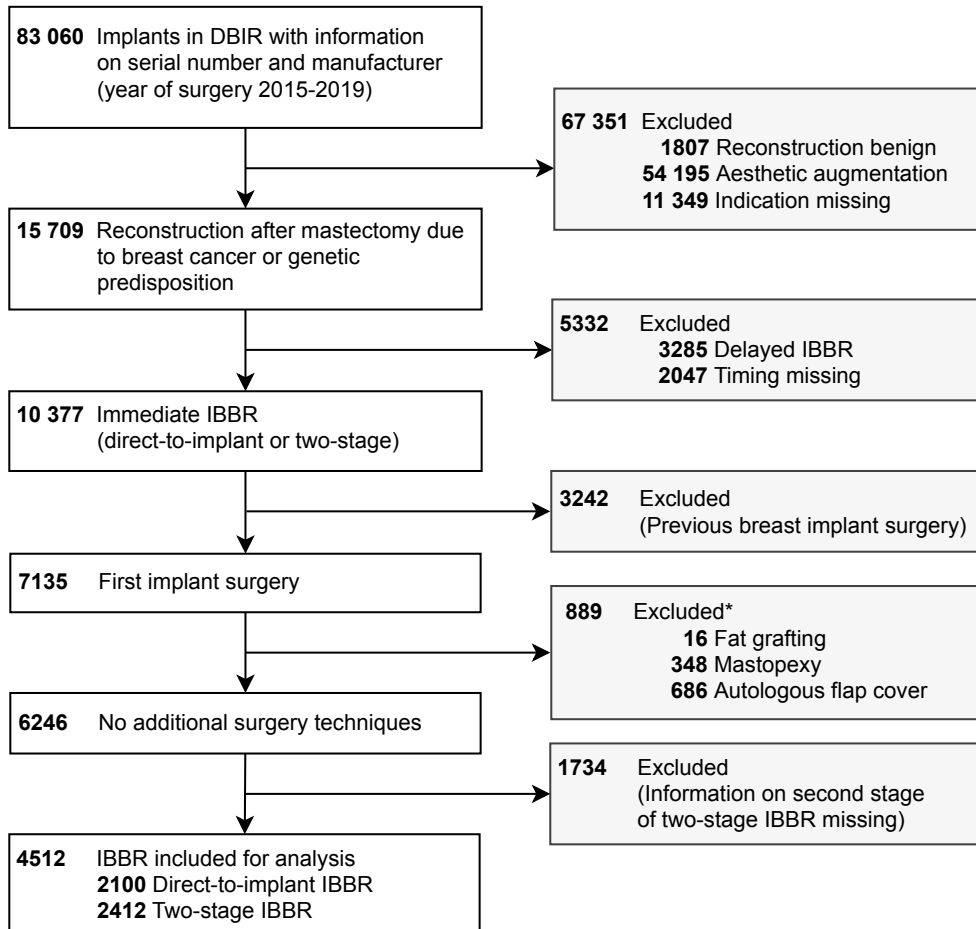 83 060 Implants in DBIR with information
on serial number and manufacturer
(year of surgery 2015-2019)
67 351 Excluded
1807 Reconstruction benign
54 195 Aesthetic augmentation
11 349 Indication missing
15 709 Reconstruction after mastectomy due
to breast cancer or genetic
predisposition
5332 Excluded
3285 Delayed IBBR
2047 Timing missing
10 377 Immediate IBBR
(direct-to-implant or two-stage)
3242 Excluded
(Previous breast implant surgery)
7135 First implant surgery
889 Excluded*
16 Fat grafting
348 Mastopexy
686 Autologous flap cover
6246 No additional surgery techniques
1734 Excluded
(Information on second stage
of two-stage IBBR missing)
4512 IBBR included for analysis
2100 Direct-to-implant IBBR
2412 Two-stage IBBR